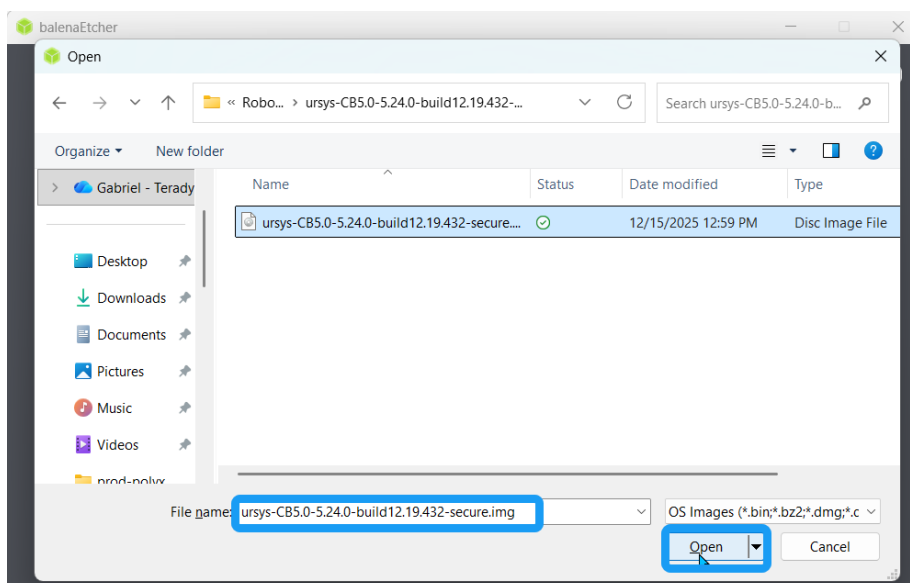 balenaEtcher
Open
« Robo... › ursys-CB5.0-5.24.0-build12.19.432-...
Search ursys-CB5.0-5.24.0-b...
Organize New folder
Gabriel - Terady
Name Status Date modified Type
ursys-CB5.0-5.24.0-build12.19.432-secure.... 12/15/2025 12:59 PM Disc Image File
Desktop
Downloads
Documents
Pictures
Music
Videos
prod-polyx
File name: ursys-CB5.0-5.24.0-build12.19.432-secure.img OS Images (*.bin;*.bz2;*.dmg;*.c
Open Cancel